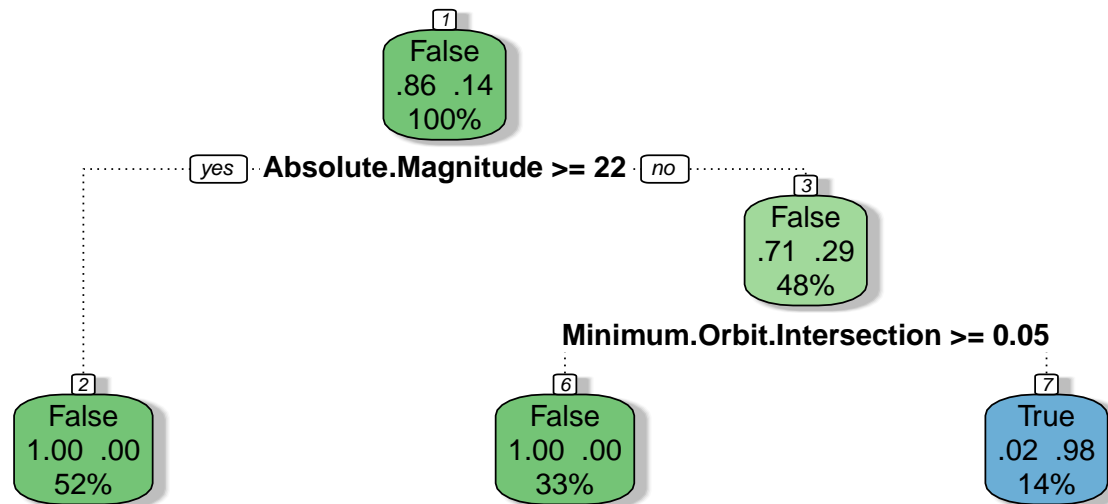 1
False
.86 .14
100%
yes Absolute.Magnitude >= 22 no
3
False
.71 .29
48%
Minimum.Orbit.Intersection >= 0.05
2
False
1.00 .00
52%
6
False
1.00 .00
33%
7
True
.02 .98
14%